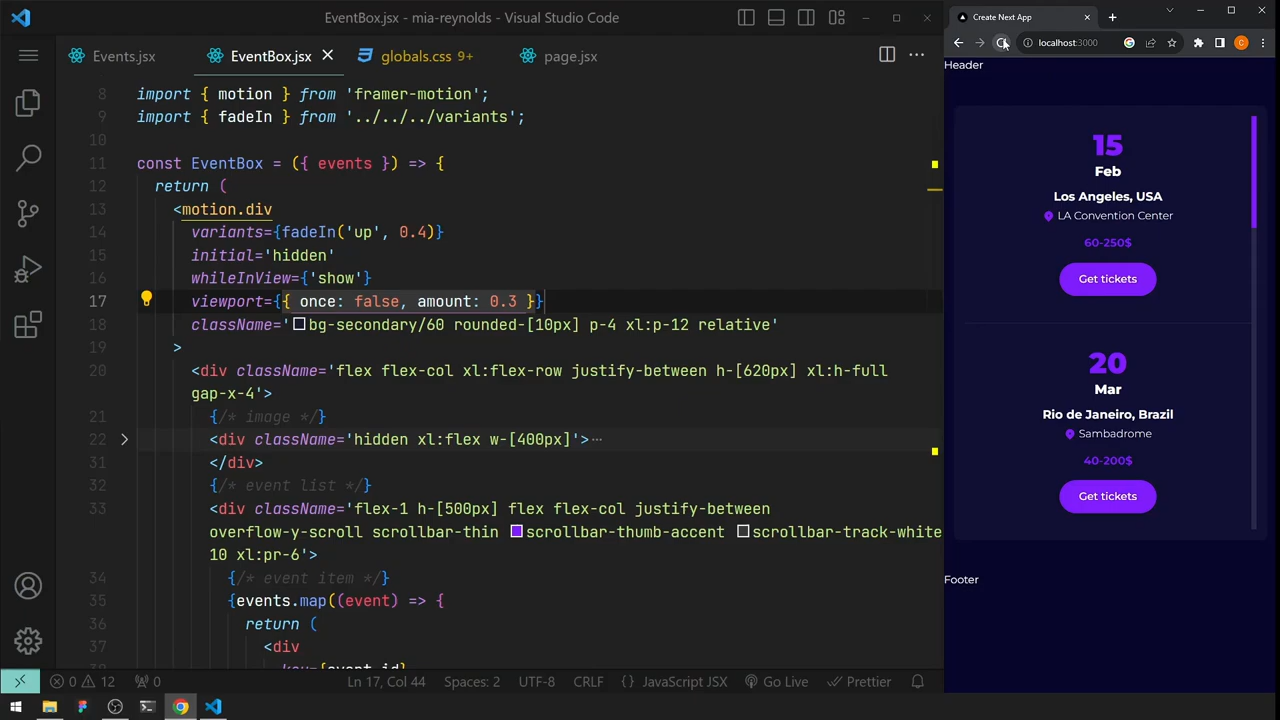 EventBox.jsx - mia-reynolds - Visual Studio Code
Events.jsx
EventBox.jsx
globals.css 9+
page.jsx
8 import { motion } from 'framer-motion';
9 import { fadeIn } from '../../../variants';
10
11 const EventBox = ({ events }) => {
12 return (
13 <motion.div
14 variants={fadeIn('up', 0.4)}
15 initial='hidden'
16 whileInView={'show'}
17 viewport={{ once: false, amount: 0.3 }}
18 className='bg-secondary/60 rounded-[10px] p-4 xl:p-12 relative'
19 >
20 <div className='flex flex-col xl:flex-row justify-between h-[620px] xl:h-full
gap-x-4'>
21 {/* image */}
22 <div className='hidden xl:flex w-[400px]'>…
31 </div>
32 {/* event list */}
33 <div className='flex-1 h-[500px] flex flex-col justify-between
overflow-y-scroll scrollbar-thin scrollbar-thumb-accent scrollbar-track-white
10 xl:pr-6'>
34 {/* event item */}
35 {events.map((event) => {
36 return (
37 <div
key={event.id}
0 12 0
Ln 17, Col 44
Spaces: 2
UTF-8
CRLF
{} JavaScript JSX
Go Live
Prettier
Create Next App
localhost:3000
C
Header
15
Feb
Los Angeles, USA
LA Convention Center
60-250$
Get tickets
20
Mar
Rio de Janeiro, Brazil
Sambadrome
40-200$
Get tickets
Footer